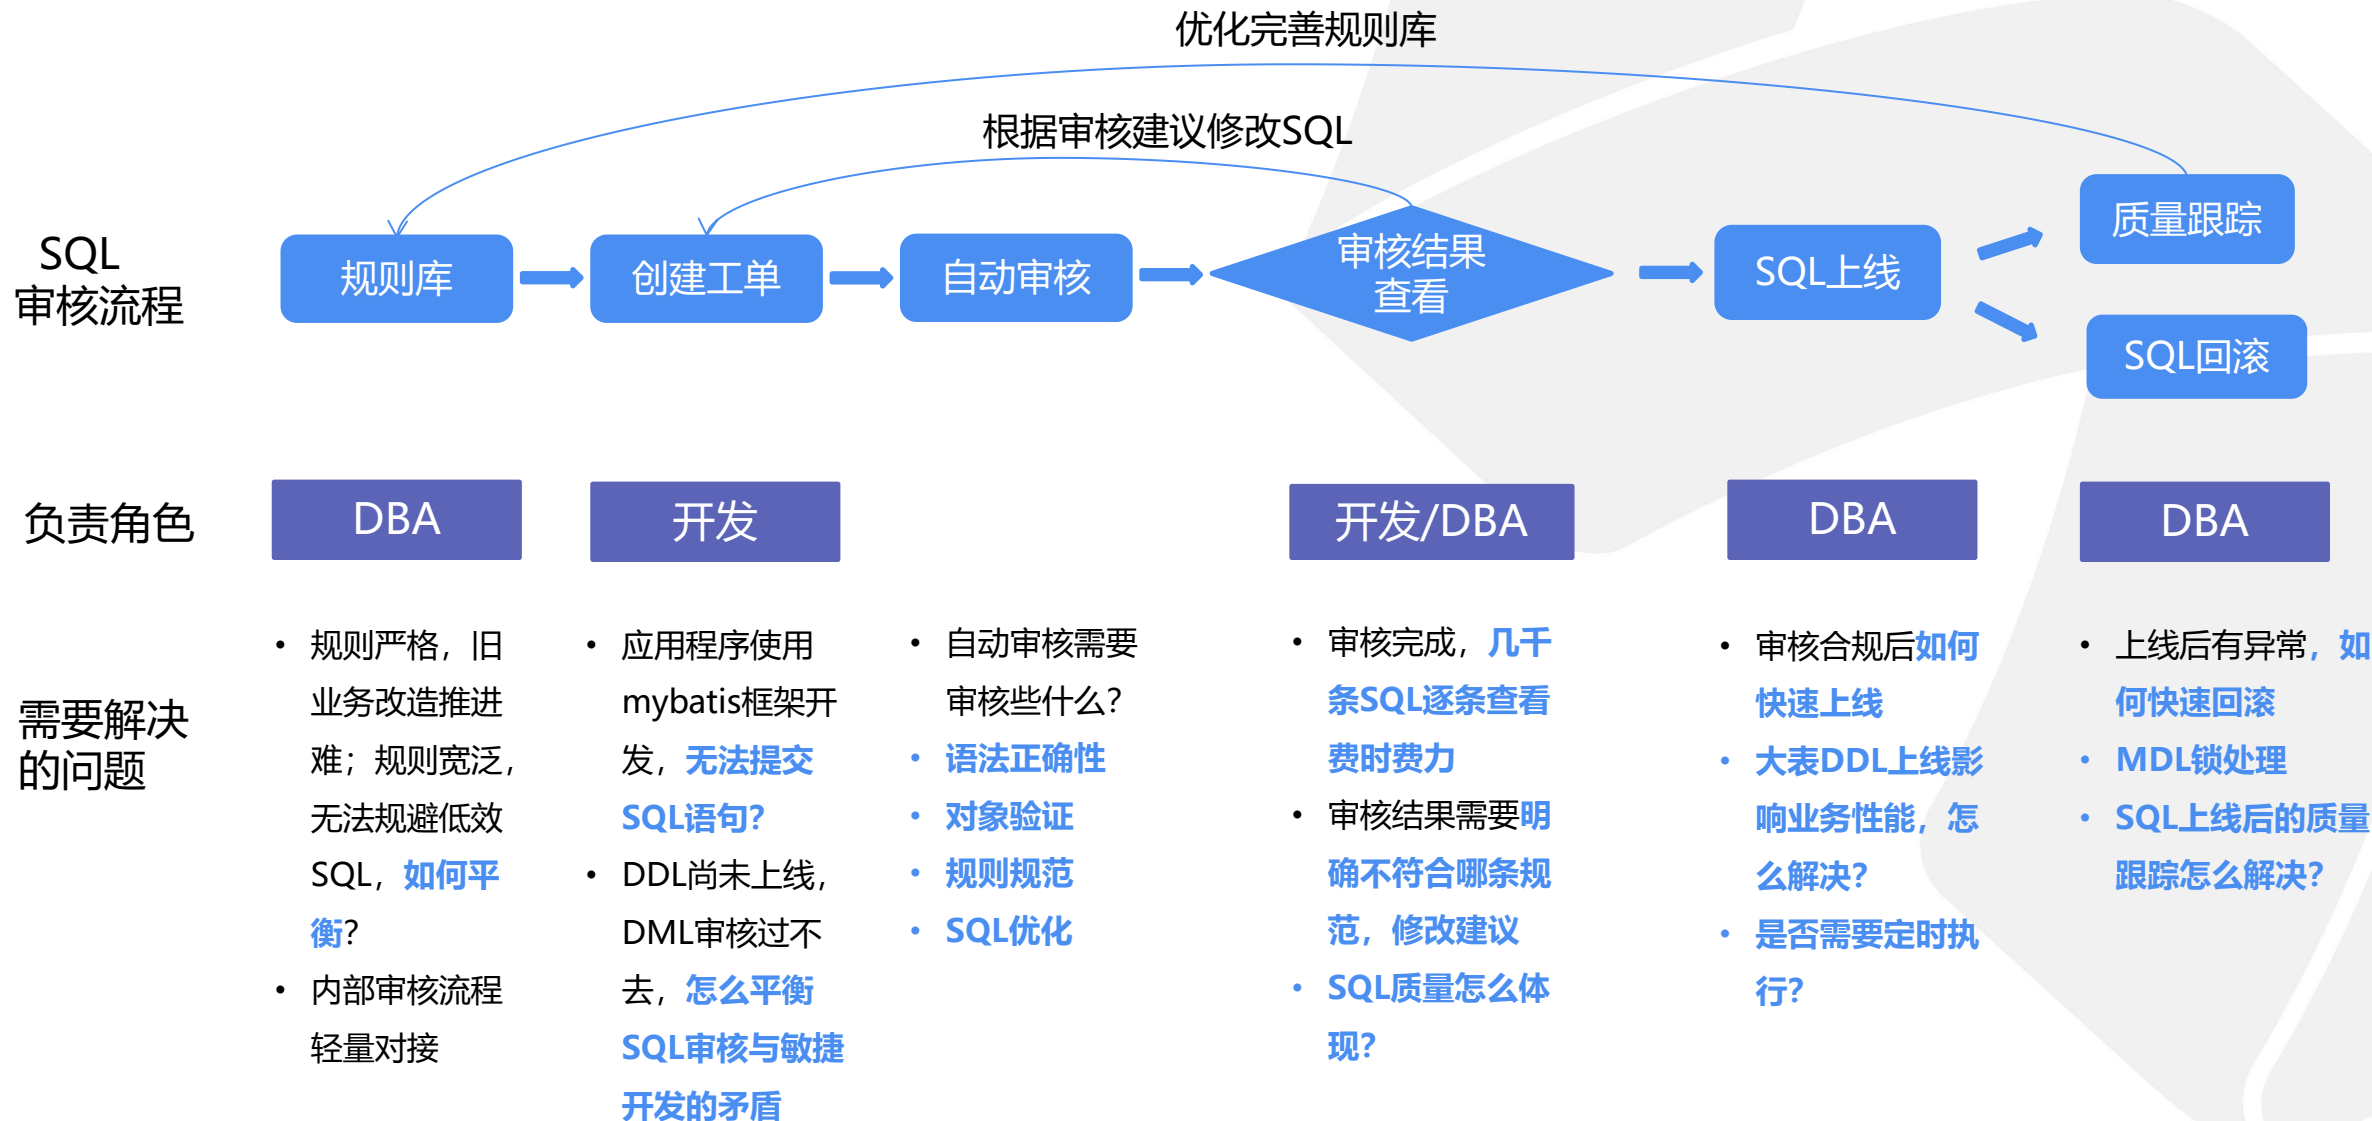 优化完善规则库
根据审核建议修改SQL
SQL
审核流程
规则库
创建工单
自动审核
审核结果
查看
SQL上线
质量跟踪
SQL回滚
负责角色
DBA
开发
开发/DBA
DBA
DBA
需要解决
的问题
• 规则严格，旧
业务改造推进
难；规则宽泛，
无法规避低效
SQL，如何平
衡？
• 内部审核流程
轻量对接
• 应用程序使用
mybatis框架开
发，无法提交
SQL语句？
• DDL尚未上线，
DML审核过不
去，怎么平衡
SQL审核与敏捷
开发的矛盾
• 自动审核需要
审核些什么？
• 语法正确性
• 对象验证
• 规则规范
• SQL优化
• 审核完成，几千
条SQL逐条查看
费时费力
• 审核结果需要明
确不符合哪条规
范，修改建议
• SQL质量怎么体
现？
• 审核合规后如何
快速上线
• 大表DDL上线影
响业务性能，怎
么解决？
• 是否需要定时执
行？
• 上线后有异常，如
何快速回滚
• MDL锁处理
• SQL上线后的质量
跟踪怎么解决？